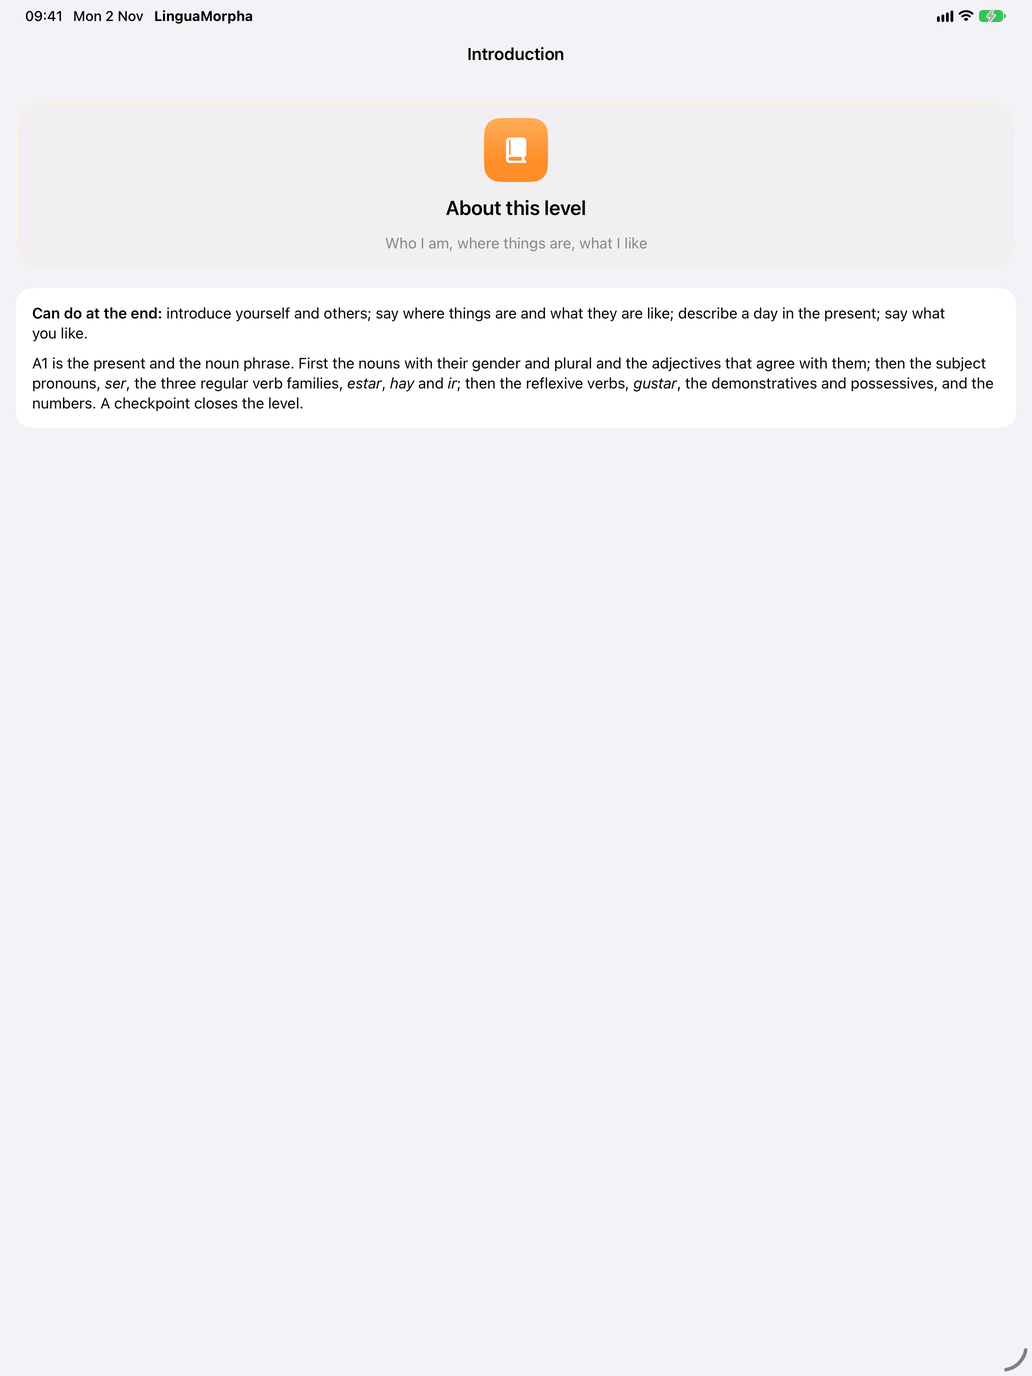 09:41 Mon 2 Nov LinguaMorpha
Introduction
About this level
Who I am, where things are, what I like
Can do at the end: introduce yourself and others; say where things are and what they are like; describe a day in the present; say what
you like.
A1 is the present and the noun phrase. First the nouns with their gender and plural and the adjectives that agree with them; then the subject
pronouns, ser, the three regular verb families, estar, hay and ir; then the reflexive verbs, gustar, the demonstratives and possessives, and the
numbers. A checkpoint closes the level.